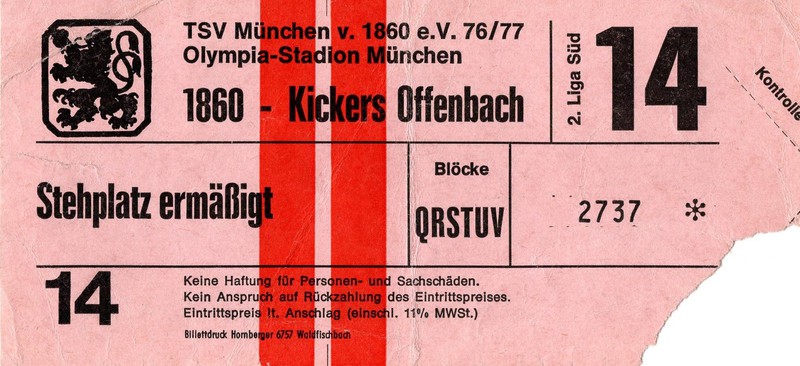 TSV München v. 1860 e.V. 76/77
Olympia-Stadion München
1860 - Kickers Offenbach
2. Liga Süd
14
Kontrolle
Stehplatz ermäßigt
Blöcke
QRSTUV
2737 *
14
Keine Haftung für Personen- und Sachschäden.
Kein Anspruch auf Rückzahlung des Eintrittspreises.
Eintrittspreis lt. Anschlag (einschl. 11% MWSt.)
Billettdruck Hornberger 6757 Waldfischbach